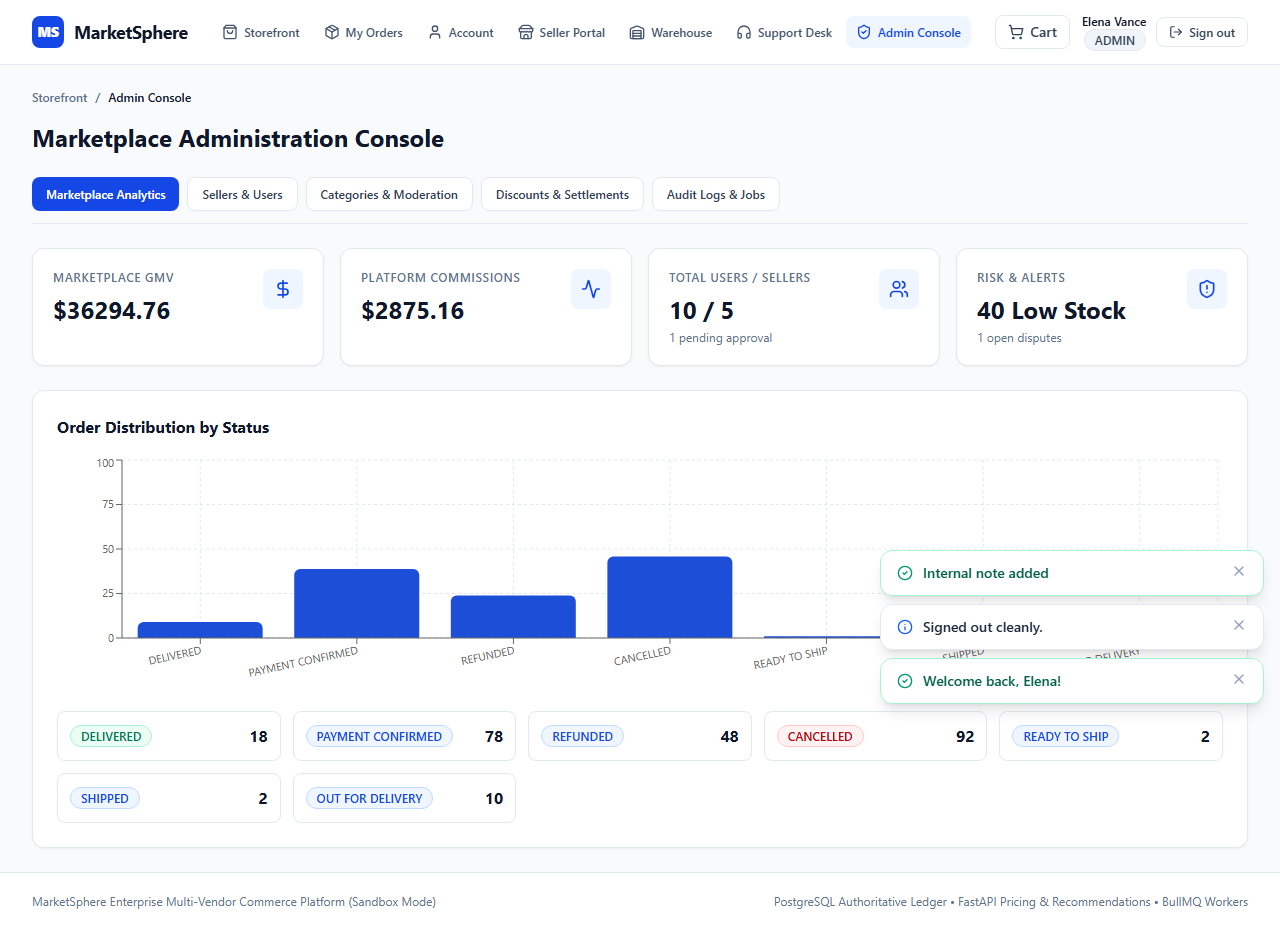 MS MarketSphere Storefront My Orders Account Seller Portal Warehouse Support Desk Admin Console Cart Elena Vance ADMIN Sign out
Storefront / Admin Console
Marketplace Administration Console
Marketplace Analytics Sellers & Users Categories & Moderation Discounts & Settlements Audit Logs & Jobs
MARKETPLACE GMV
$36294.76
PLATFORM COMMISSIONS
$2875.16
TOTAL USERS / SELLERS
10 / 5
1 pending approval
RISK & ALERTS
40 Low Stock
1 open disputes
Order Distribution by Status
100
75
50
25
0
DELIVERED PAYMENT CONFIRMED REFUNDED CANCELLED READY TO SHIP SHIPPED DELIVERY
Internal note added
Signed out cleanly.
Welcome back, Elena!
DELIVERED 18
PAYMENT CONFIRMED 78
REFUNDED 48
CANCELLED 92
READY TO SHIP 2
SHIPPED 2
OUT FOR DELIVERY 10
MarketSphere Enterprise Multi-Vendor Commerce Platform (Sandbox Mode)
PostgreSQL Authoritative Ledger • FastAPI Pricing & Recommendations • BullMQ Workers